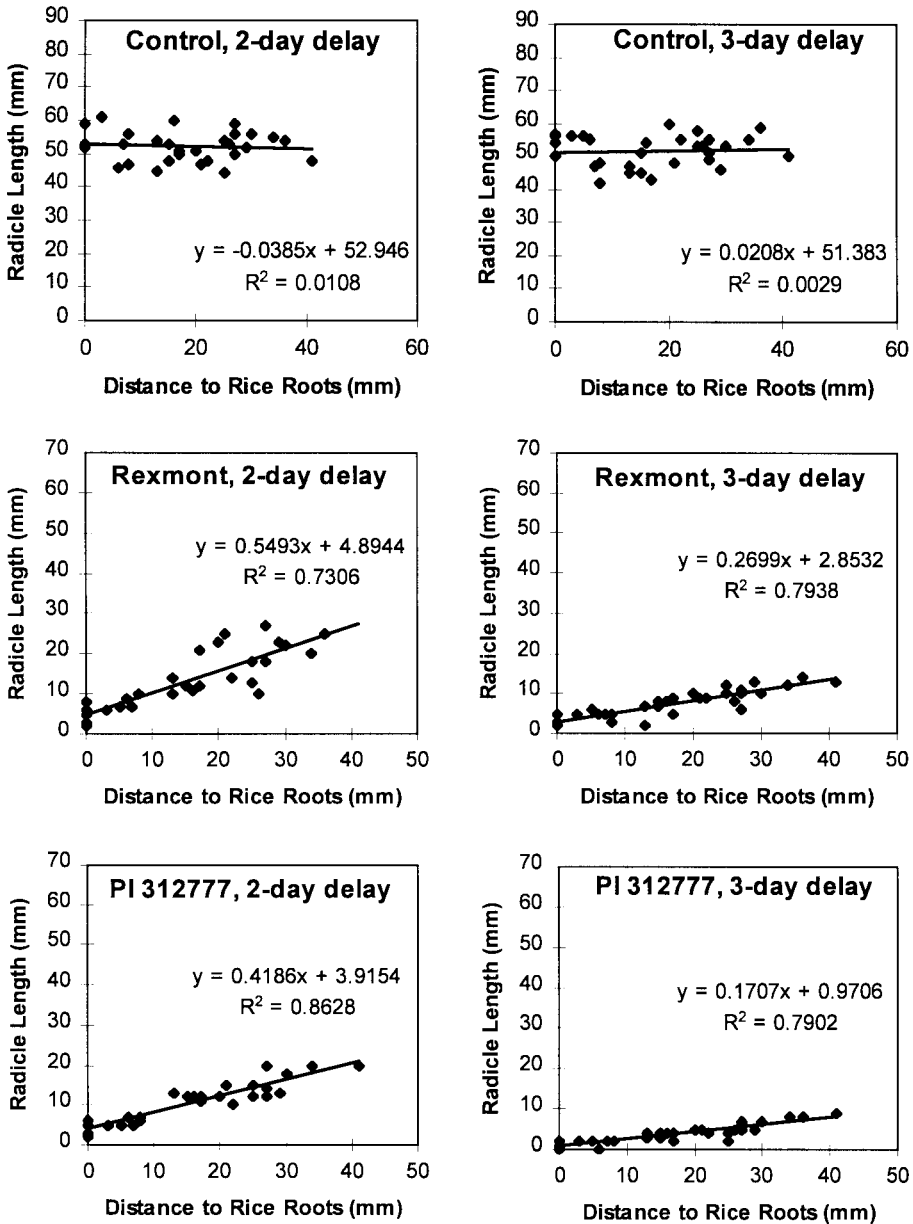 Control, 2-day delay
Radicle Length (mm)
90
80
70
60
50
40
30
20
10
0
y = -0.0385x + 52.946
R² = 0.0108
0 20 40 60
Distance to Rice Roots (mm)
Control, 3-day delay
Radicle Length (mm)
90
80
70
60
50
40
30
20
10
0
y = 0.0208x + 51.383
R² = 0.0029
0 20 40 60
Distance to Rice Roots (mm)
Rexmont, 2-day delay
Radicle Length (mm)
70
60
50
40
30
20
10
0
y = 0.5493x + 4.8944
R² = 0.7306
0 10 20 30 40 50
Distance to Rice Roots (mm)
Rexmont, 3-day delay
Radicle Length (mm)
70
60
50
40
30
20
10
0
y = 0.2699x + 2.8532
R² = 0.7938
0 10 20 30 40 50
Distance to Rice Roots (mm)
PI 312777, 2-day delay
Radicle Length (mm)
70
60
50
40
30
20
10
0
y = 0.4186x + 3.9154
R² = 0.8628
0 10 20 30 40 50
Distance to Rice Roots (mm)
PI 312777, 3-day delay
Radicle Length (mm)
70
60
50
40
30
20
10
0
y = 0.1707x + 0.9706
R² = 0.7902
0 10 20 30 40 50
Distance to Rice Roots (mm)